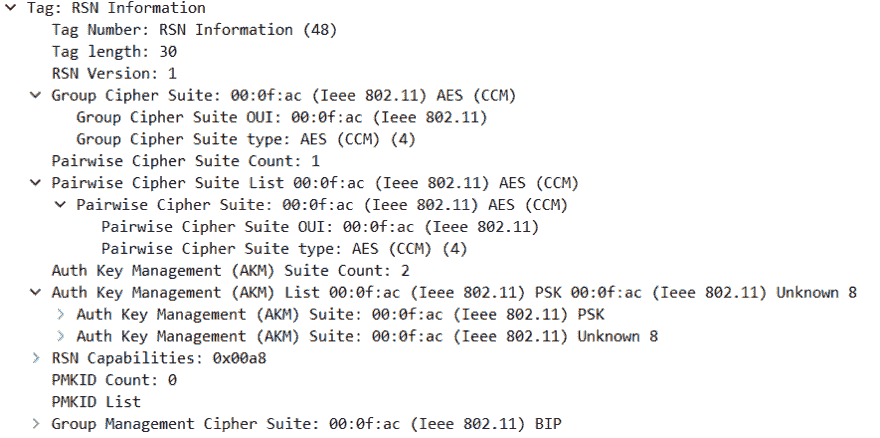 Tag: RSN Information
Tag Number: RSN Information (48)
Tag length: 30
RSN Version: 1
Group Cipher Suite: 00:0f:ac (Ieee 802.11) AES (CCM)
Group Cipher Suite OUI: 00:0f:ac (Ieee 802.11)
Group Cipher Suite type: AES (CCM) (4)
Pairwise Cipher Suite Count: 1
Pairwise Cipher Suite List 00:0f:ac (Ieee 802.11) AES (CCM)
Pairwise Cipher Suite: 00:0f:ac (Ieee 802.11) AES (CCM)
Pairwise Cipher Suite OUI: 00:0f:ac (Ieee 802.11)
Pairwise Cipher Suite type: AES (CCM) (4)
Auth Key Management (AKM) Suite Count: 2
Auth Key Management (AKM) List 00:0f:ac (Ieee 802.11) PSK 00:0f:ac (Ieee 802.11) Unknown 8
Auth Key Management (AKM) Suite: 00:0f:ac (Ieee 802.11) PSK
Auth Key Management (AKM) Suite: 00:0f:ac (Ieee 802.11) Unknown 8
RSN Capabilities: 0x00a8
PMKID Count: 0
PMKID List
Group Management Cipher Suite: 00:0f:ac (Ieee 802.11) BIP